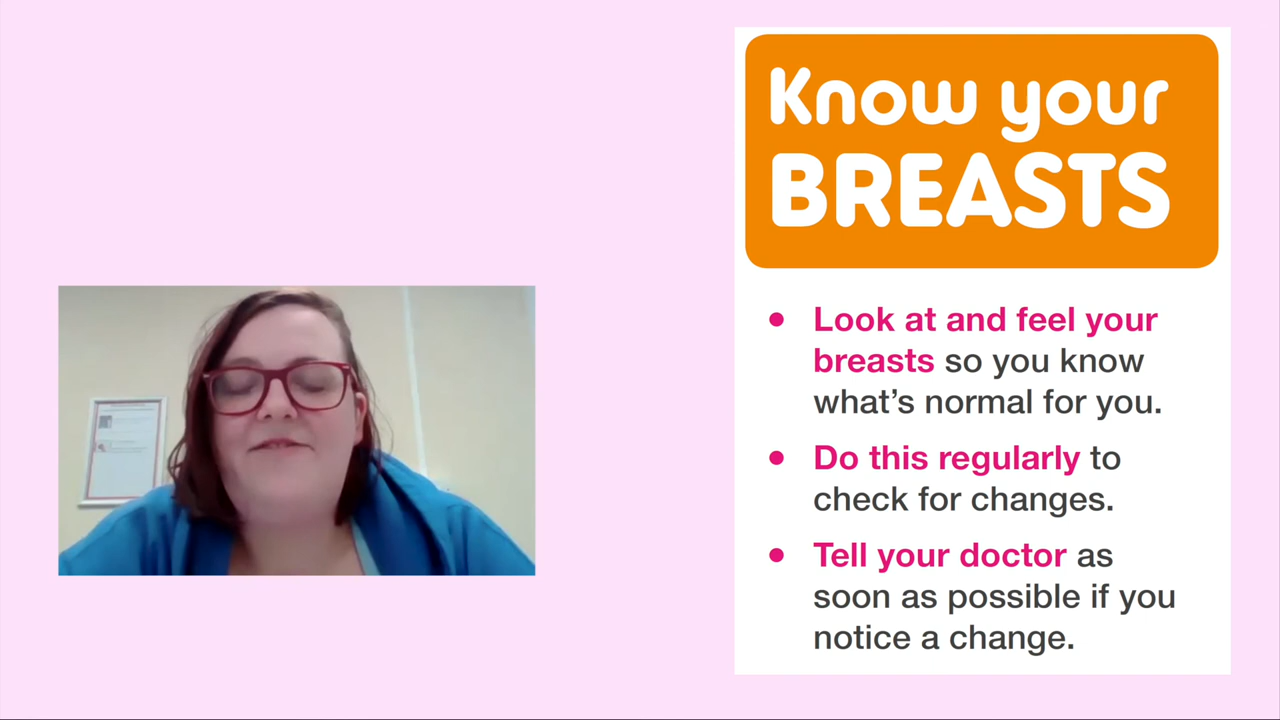 Know your
BREASTS
• Look at and feel your
breasts so you know
what's normal for you.
• Do this regularly to
check for changes.
• Tell your doctor as
soon as possible if you
notice a change.